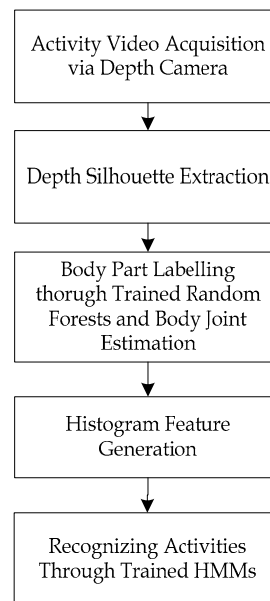 Activity Video Acquisition
via Depth Camera
Depth Silhouette Extraction
Body Part Labelling
thorugh Trained Random
Forests and Body Joint
Estimation
Histogram Feature
Generation
Recognizing Activities
Through Trained HMMs